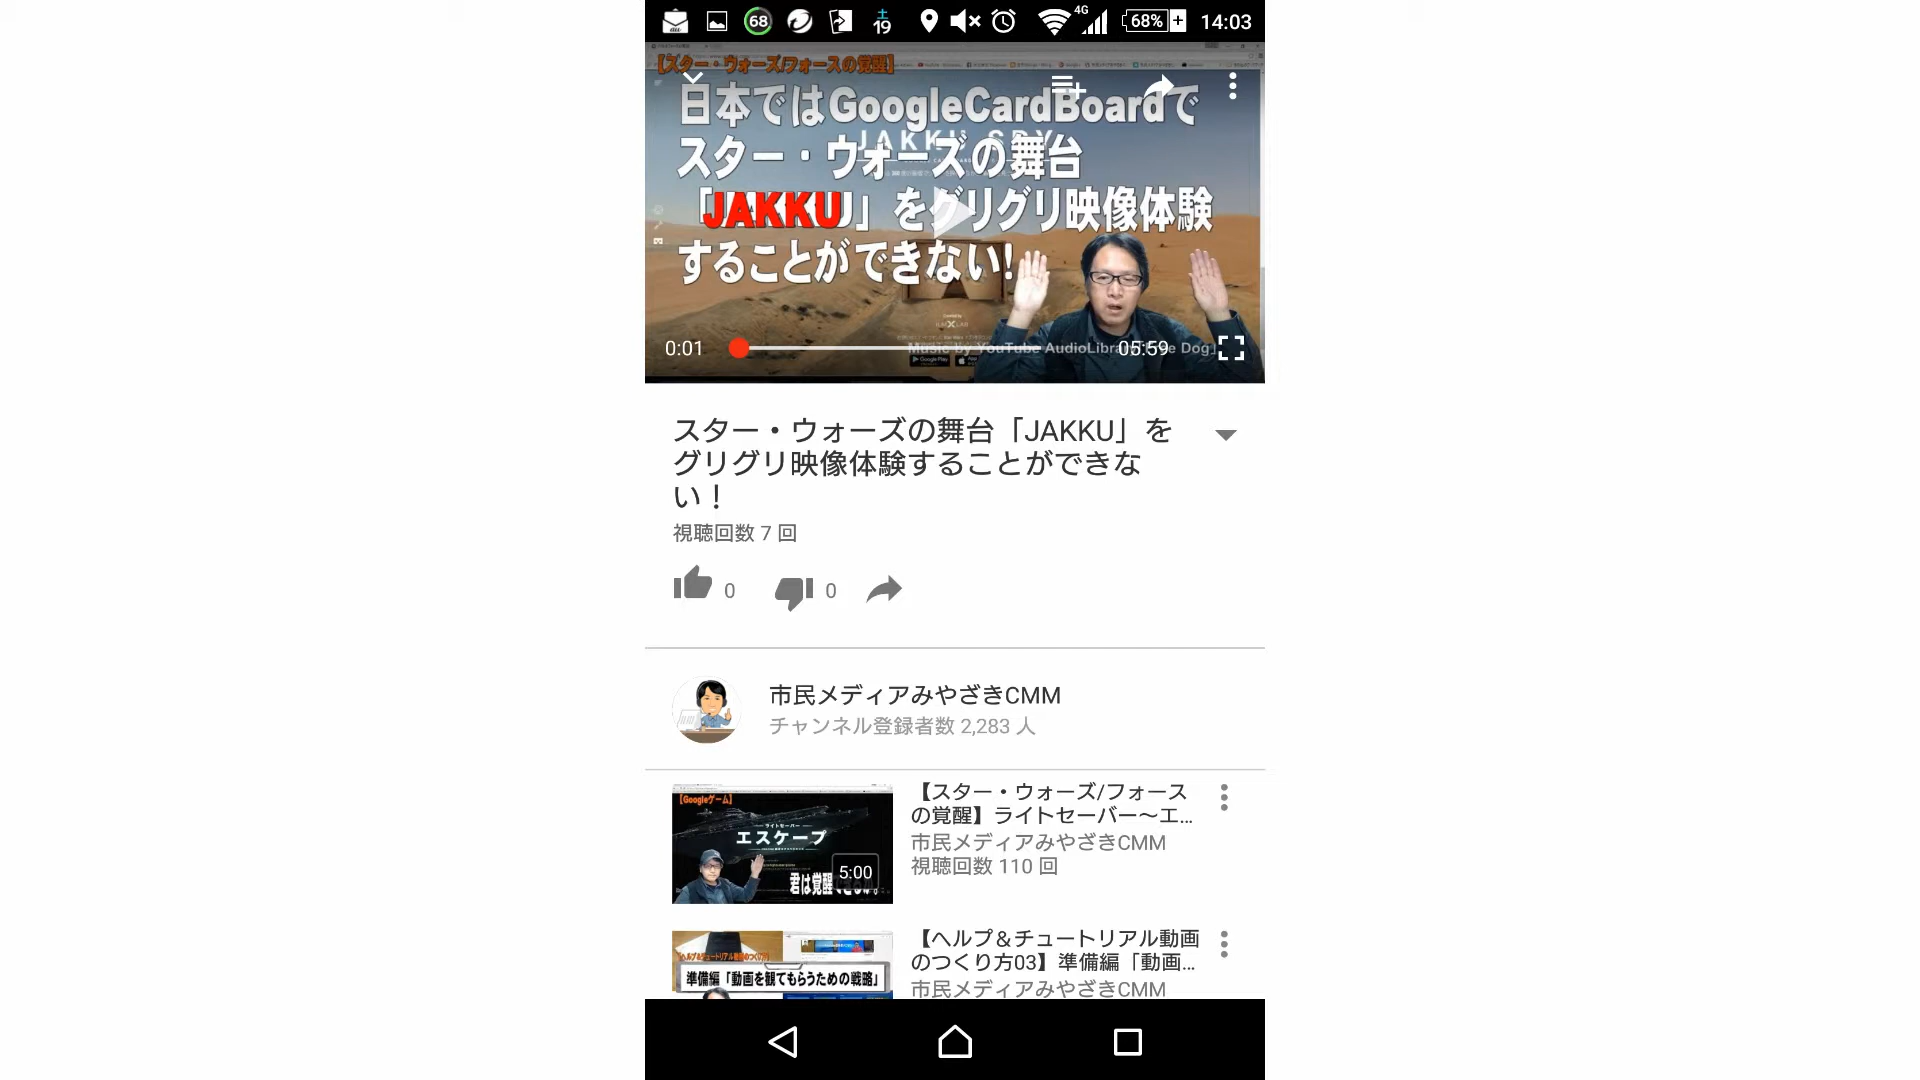 68
土
19
4G
68%
14:03
【スター・ウォーズ/フォースの覚醒】
日本ではGoogleCardBoardで
スター・ウォーズの舞台
「JAKKU」をグリグリ映像体験
することができない!
JAKKU SPY
0:01
Music by YouTube AudioLibrary
05:59
スター・ウォーズの舞台「JAKKU」を
グリグリ映像体験することができな
い！
視聴回数 7 回
0
0
市民メディアみやざきCMM
チャンネル登録者数 2,283 人
【Googleゲーム】
ライトセーバー
エスケープ
5:00
【スター・ウォーズ/フォース
の覚醒】ライトセーバー～エ...
市民メディアみやざきCMM
視聴回数 110 回
準備編「動画を観てもらうための戦略」
【ヘルプ＆チュートリアル動画
のつくり方03】準備編「動画...
市民メディアみやざきCMM